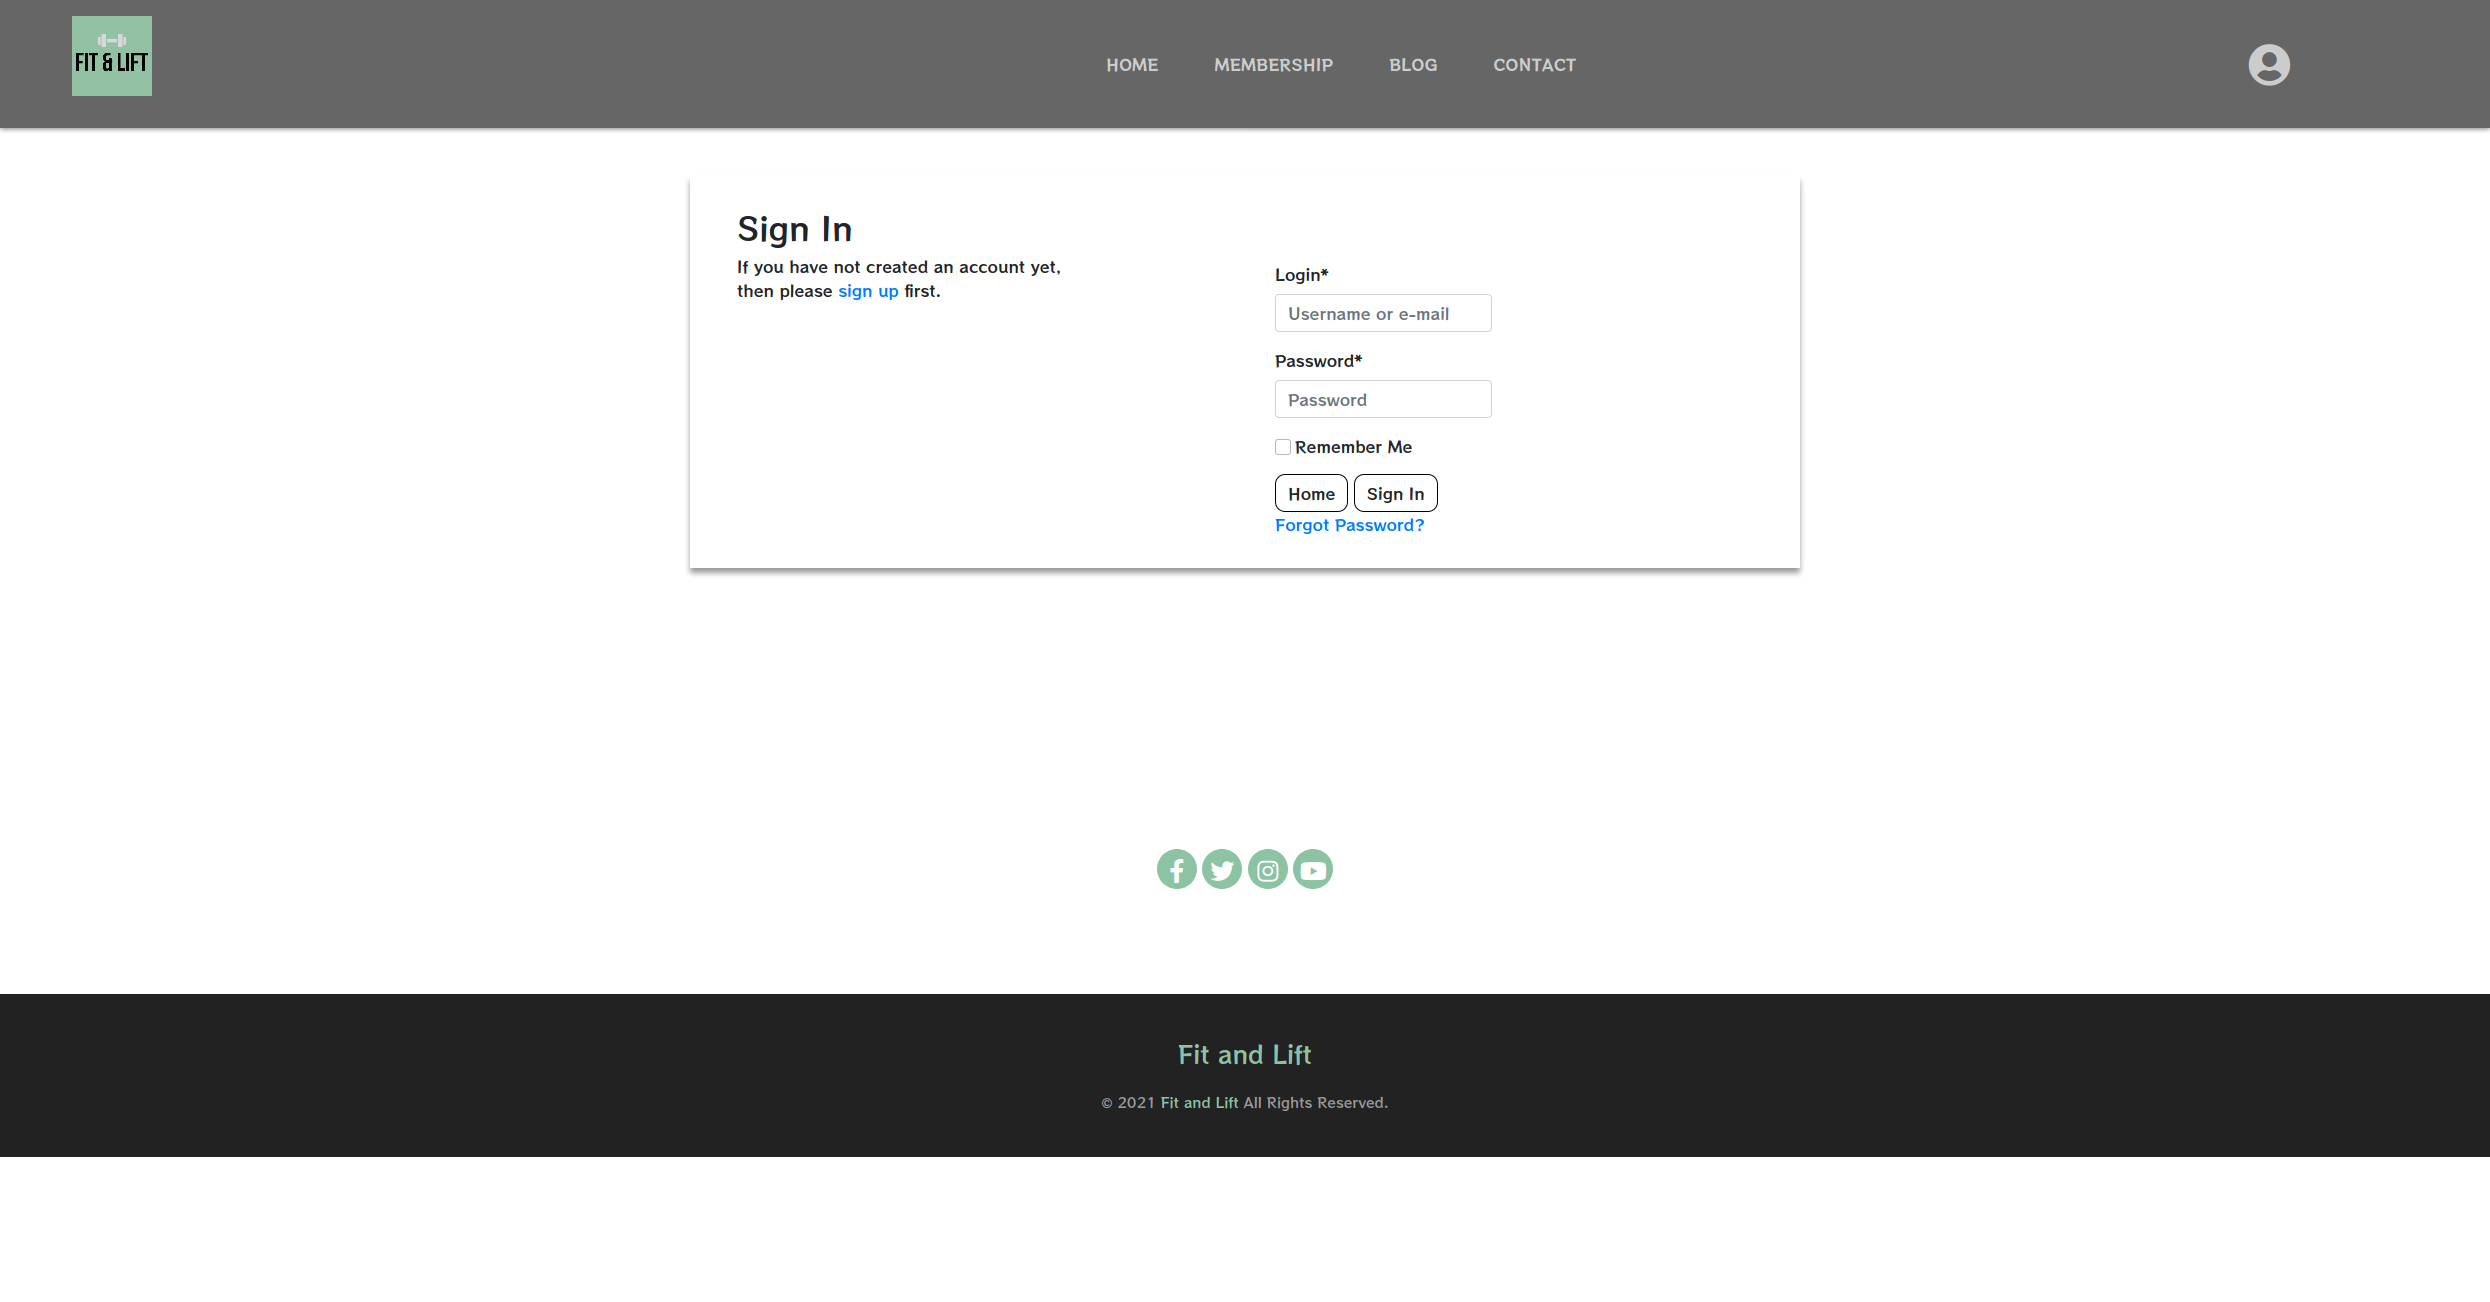 FIT & LIFT
HOME MEMBERSHIP BLOG CONTACT
Sign In
If you have not created an account yet,
then please sign up first.
Login*
Username or e-mail
Password*
Password
Remember Me
Home Sign In
Forgot Password?
Fit and Lift
© 2021 Fit and Lift All Rights Reserved.